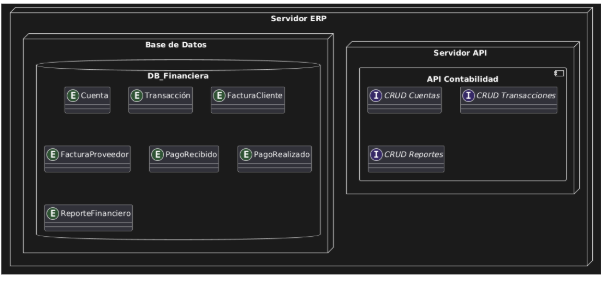 Servidor ERP
Base de Datos
DB_Financiera
E Cuenta
E Transacción
E FacturaCliente
E FacturaProveedor
E PagoRecibido
E PagoRealizado
E ReporteFinanciero
Servidor API
API Contabilidad
I CRUD Cuentas
I CRUD Transacciones
I CRUD Reportes